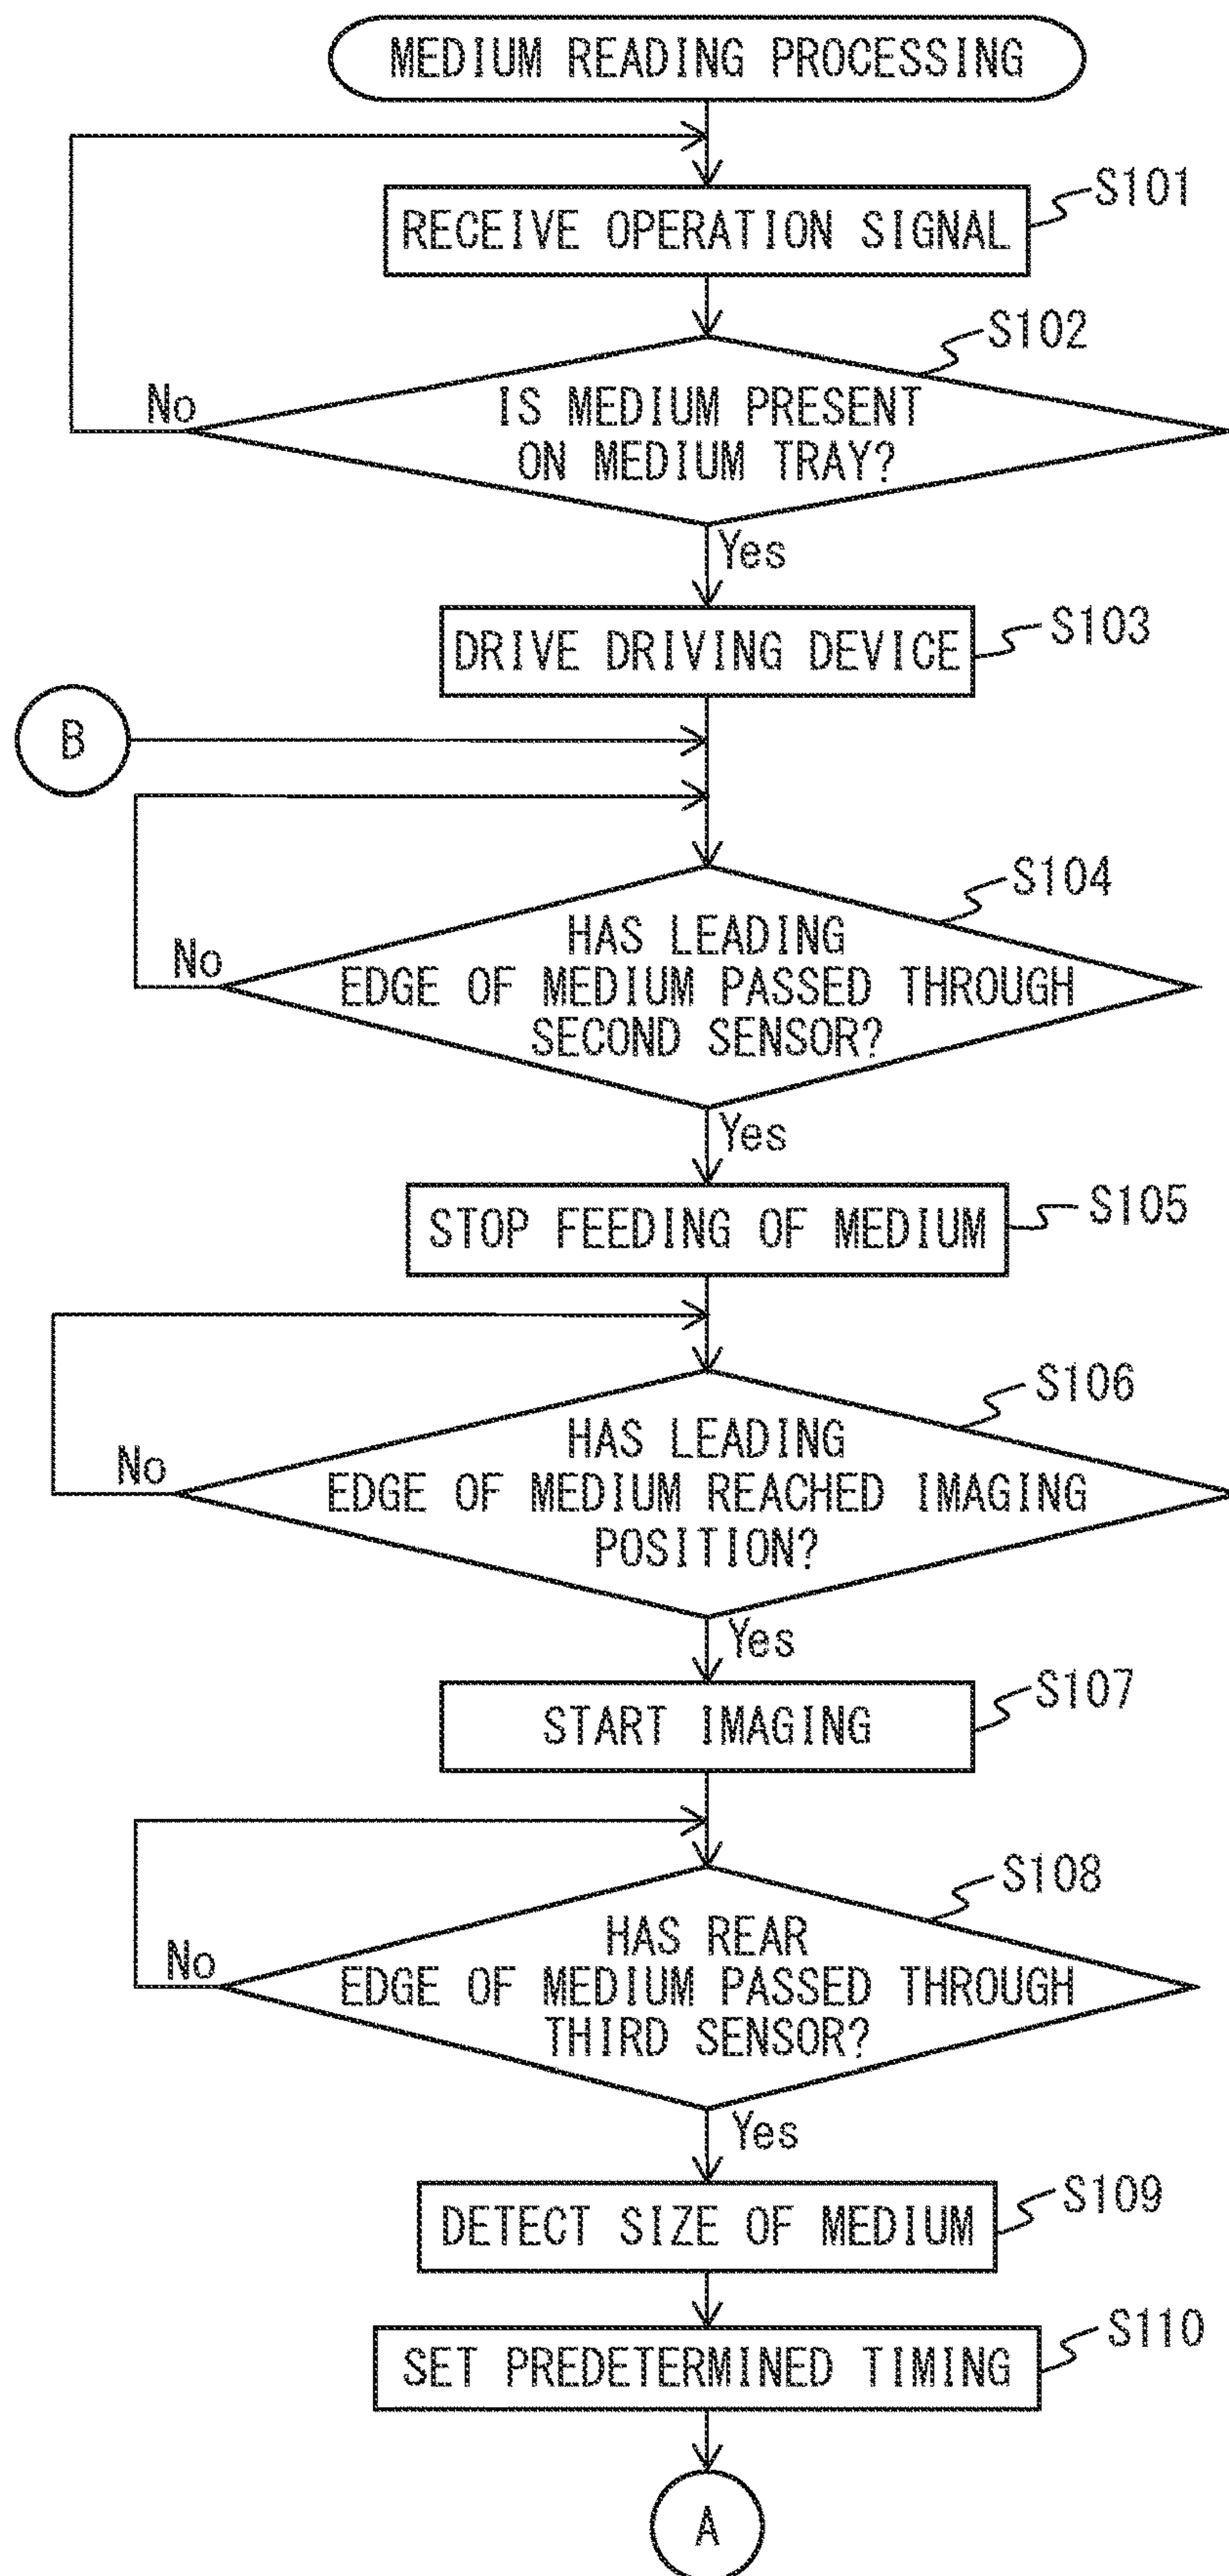 MEDIUM READING PROCESSING
S101
RECEIVE OPERATION SIGNAL
S102
No
IS MEDIUM PRESENT
ON MEDIUM TRAY?
Yes
S103
DRIVE DRIVING DEVICE
B
S104
No
HAS LEADING
EDGE OF MEDIUM PASSED THROUGH
SECOND SENSOR?
Yes
S105
STOP FEEDING OF MEDIUM
S106
No
HAS LEADING
EDGE OF MEDIUM REACHED IMAGING
POSITION?
Yes
S107
START IMAGING
S108
No
HAS REAR
EDGE OF MEDIUM PASSED THROUGH
THIRD SENSOR?
Yes
S109
DETECT SIZE OF MEDIUM
S110
SET PREDETERMINED TIMING
A